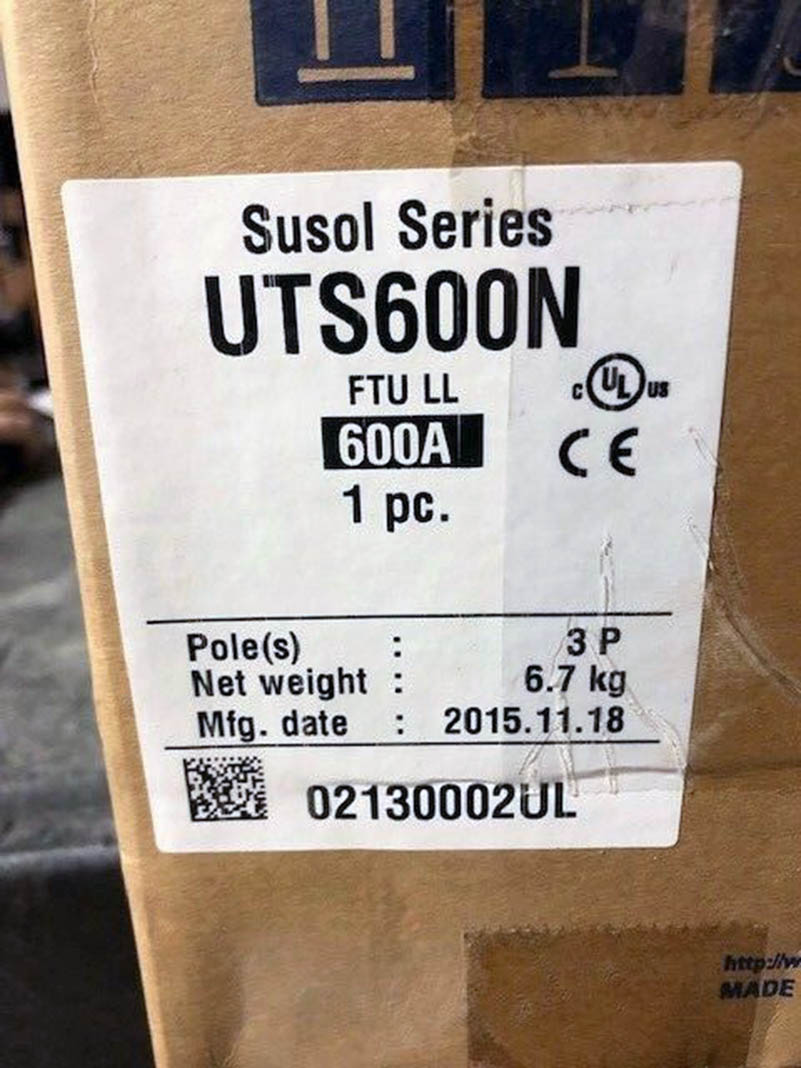 Susol Series
UTS600N
FTU LL
600A
1 pc.
C UL US
CE
Pole(s) : 3 P
Net weight : 6.7 kg
Mfg. date : 2015.11.18
02130002UL
http://w
MADE